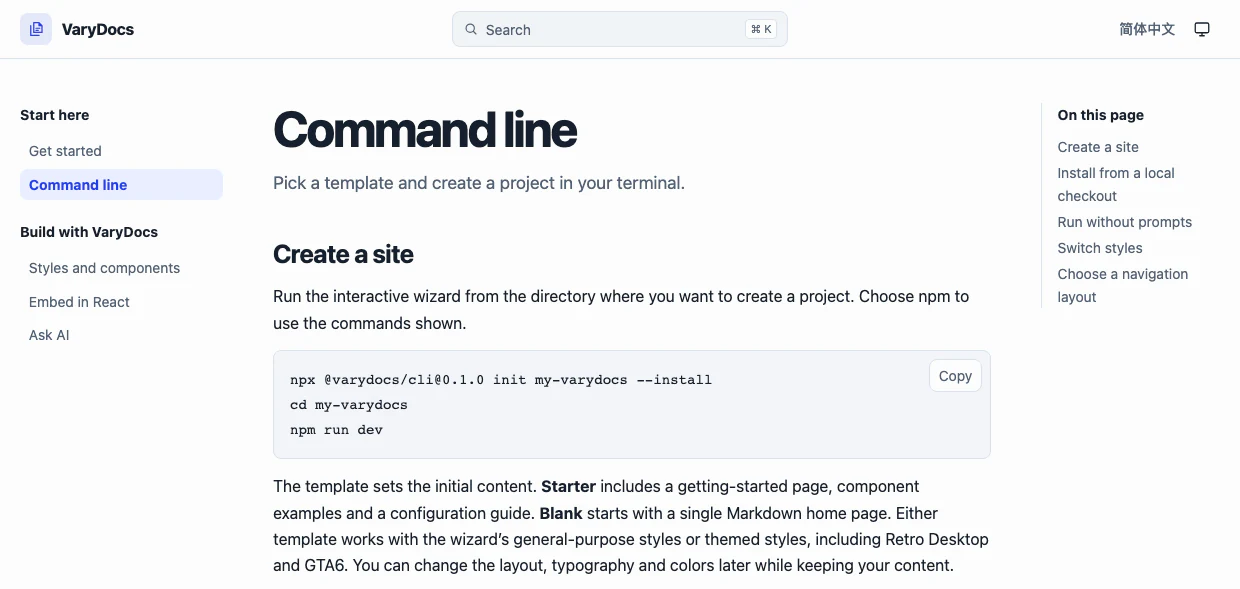 VaryDocs
Search
⌘ K
简体中文
Start here
Get started
Command line
Build with VaryDocs
Styles and components
Embed in React
Ask AI
Command line
Pick a template and create a project in your terminal.
Create a site
Run the interactive wizard from the directory where you want to create a project. Choose npm to
use the commands shown.
Copy
npx @varydocs/cli@0.1.0 init my-varydocs --install
cd my-varydocs
npm run dev
The template sets the initial content. Starter includes a getting-started page, component
examples and a configuration guide. Blank starts with a single Markdown home page. Either
template works with the wizard’s general-purpose styles or themed styles, including Retro Desktop
and GTA6. You can change the layout, typography and colors later while keeping your content.
On this page
Create a site
Install from a local
checkout
Run without prompts
Switch styles
Choose a navigation
layout